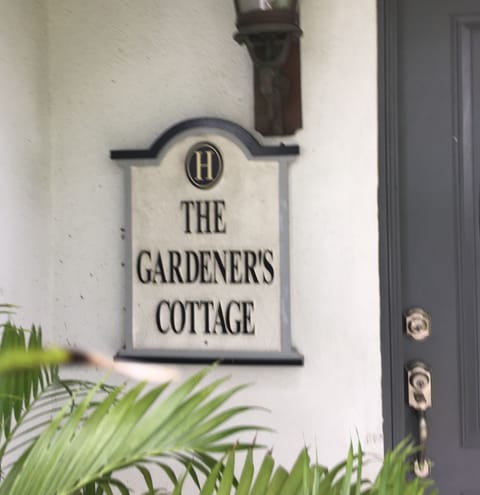 H
THE
GARDENER'S
COTTAGE